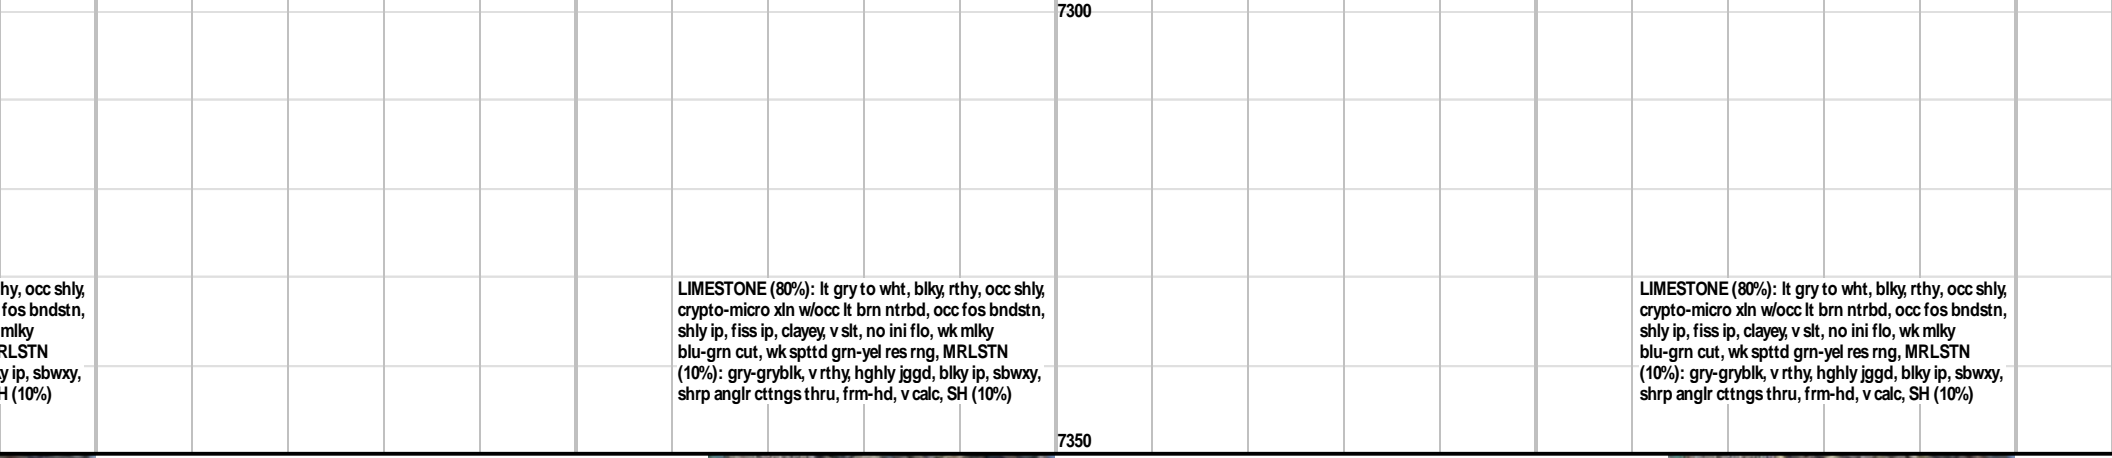 7300
hy, occ shly,
fos bndstn,
mlky
RLSTN
y ip, sbwxy,
H (10%)
LIMESTONE (80%): lt gry to wht, blky, rthy, occ shly,
crypto-micro xln w/occ lt brn ntrbd, occ fos bndstn,
shly ip, fiss ip, clayey, v slt, no ini flo, wk mlky
blu-grn cut, wk spttd grn-yel res rng, MRLSTN
(10%): gry-gryblk, v rthy, hghly jggd, blky ip, sbwxy,
shrp anglr cttngs thru, frm-hd, v calc, SH (10%)
LIMESTONE (80%): lt gry to wht, blky, rthy, occ shly,
crypto-micro xln w/occ lt brn ntrbd, occ fos bndstn,
shly ip, fiss ip, clayey, v slt, no ini flo, wk mlky
blu-grn cut, wk spttd grn-yel res rng, MRLSTN
(10%): gry-gryblk, v rthy, hghly jggd, blky ip, sbwxy,
shrp anglr cttngs thru, frm-hd, v calc, SH (10%)
7350